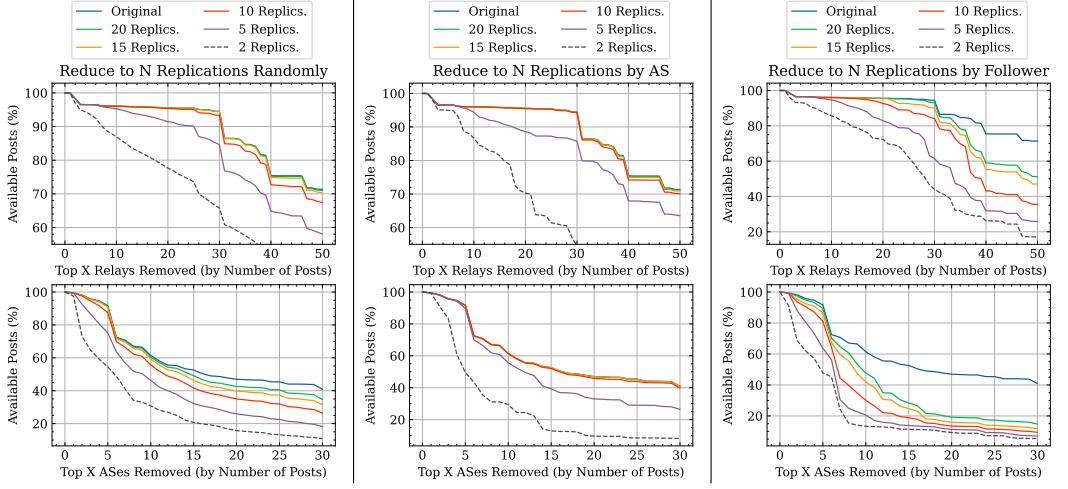 Original
20 Replics.
15 Replics.
10 Replics.
5 Replics.
2 Replics.
Reduce to N Replications Randomly
Available Posts (%)
100
90
80
70
60
0 10 20 30 40 50
Top X Relays Removed (by Number of Posts)
Available Posts (%)
100
80
60
40
20
0 5 10 15 20 25 30
Top X ASes Removed (by Number of Posts)
Original
20 Replics.
15 Replics.
10 Replics.
5 Replics.
2 Replics.
Reduce to N Replications by AS
Available Posts (%)
100
90
80
70
60
0 10 20 30 40 50
Top X Relays Removed (by Number of Posts)
Available Posts (%)
100
80
60
40
20
0 5 10 15 20 25 30
Top X ASes Removed (by Number of Posts)
Original
20 Replics.
15 Replics.
10 Replics.
5 Replics.
2 Replics.
Reduce to N Replications by Follower
Available Posts (%)
100
80
60
40
20
0 10 20 30 40 50
Top X Relays Removed (by Number of Posts)
Available Posts (%)
100
80
60
40
20
0 5 10 15 20 25 30
Top X ASes Removed (by Number of Posts)